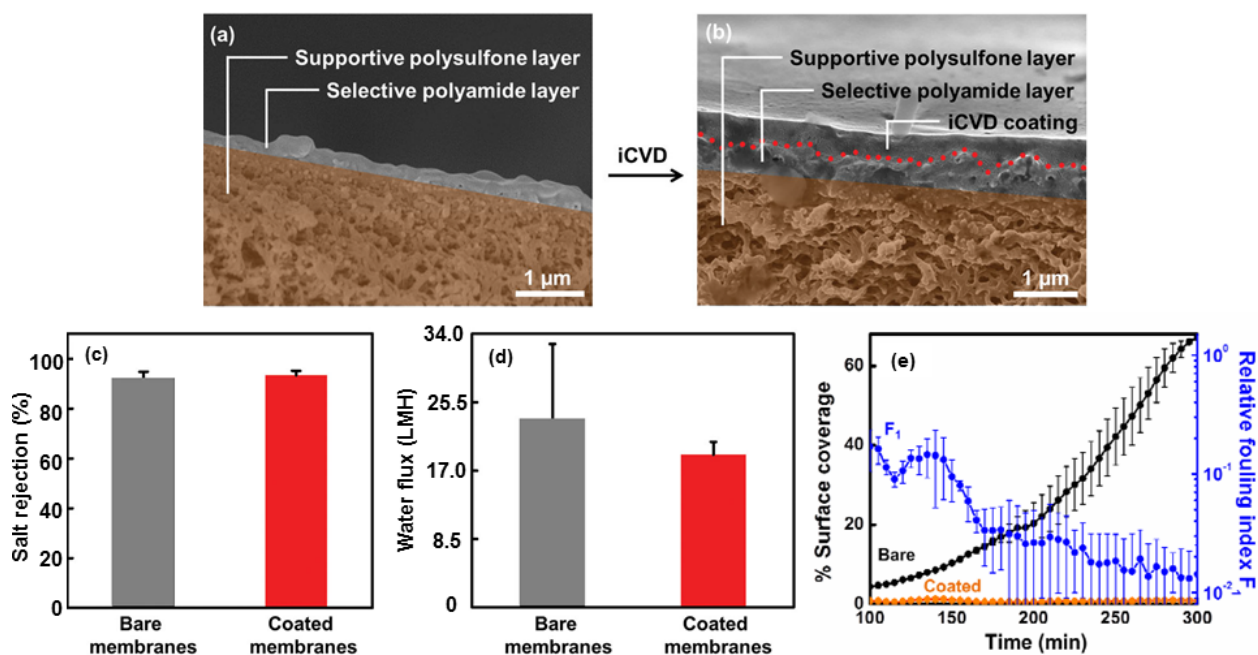 (a)
Supportive polysulfone layer
Selective polyamide layer
1 μm
iCVD
(b)
Supportive polysulfone layer
Selective polyamide layer
iCVD coating
1 μm
(c)
Salt rejection (%)
100
80
60
40
20
0
Bare
membranes
Coated
membranes
(d)
Water flux (LMH)
34.0
25.5
17.0
8.5
0
Bare
membranes
Coated
membranes
(e)
% Surface coverage
60
40
20
0
F₁
Bare
Coated
100
150
200
250
300
Time (min)
10⁰
10⁻¹
10⁻²
Relative fouling index F₁